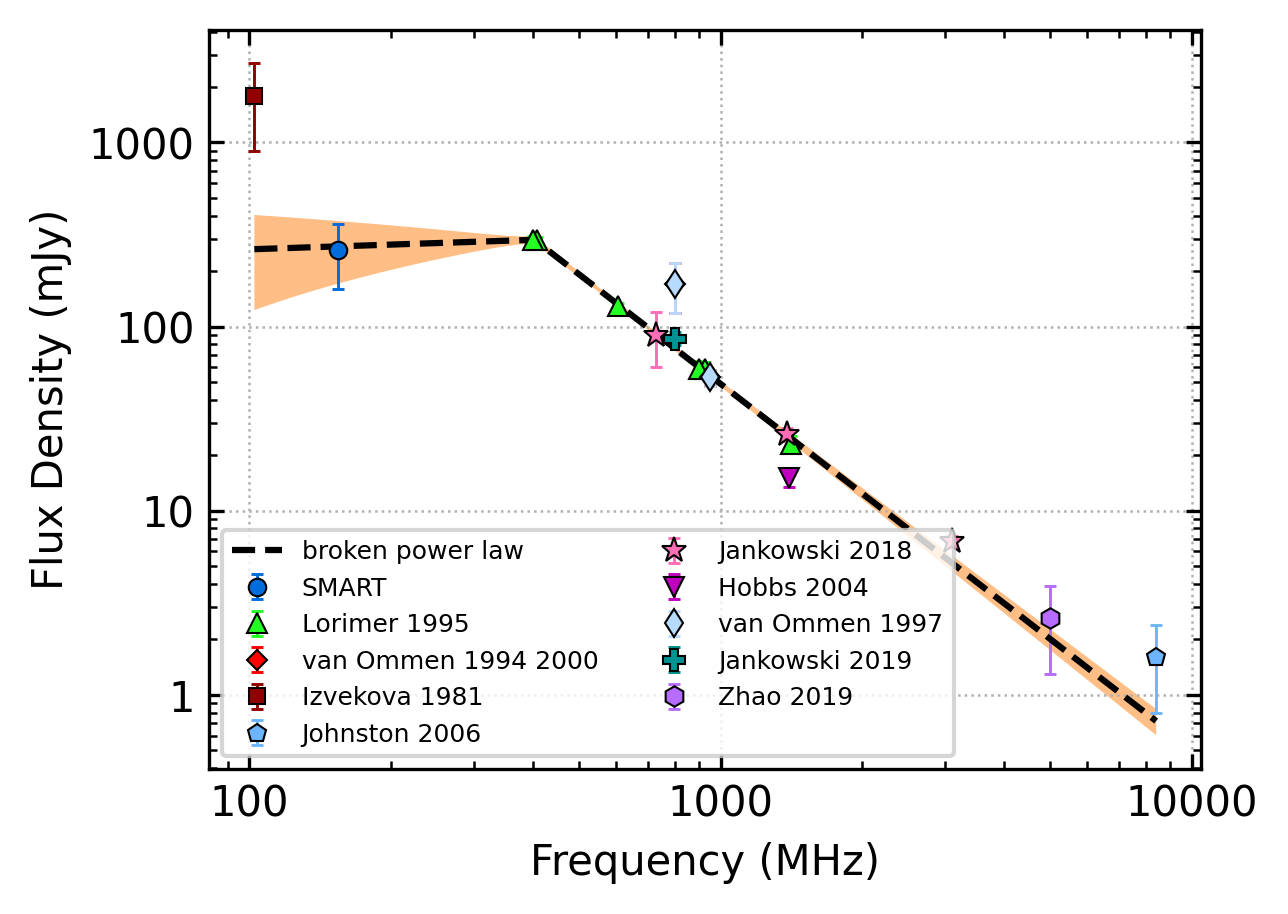 Flux Density (mJy)
1000
100
10
1
broken power law
SMART
Lorimer 1995
van Ommen 1994 2000
Izvekova 1981
Johnston 2006
Jankowski 2018
Hobbs 2004
van Ommen 1997
Jankowski 2019
Zhao 2019
100
1000
10000
Frequency (MHz)